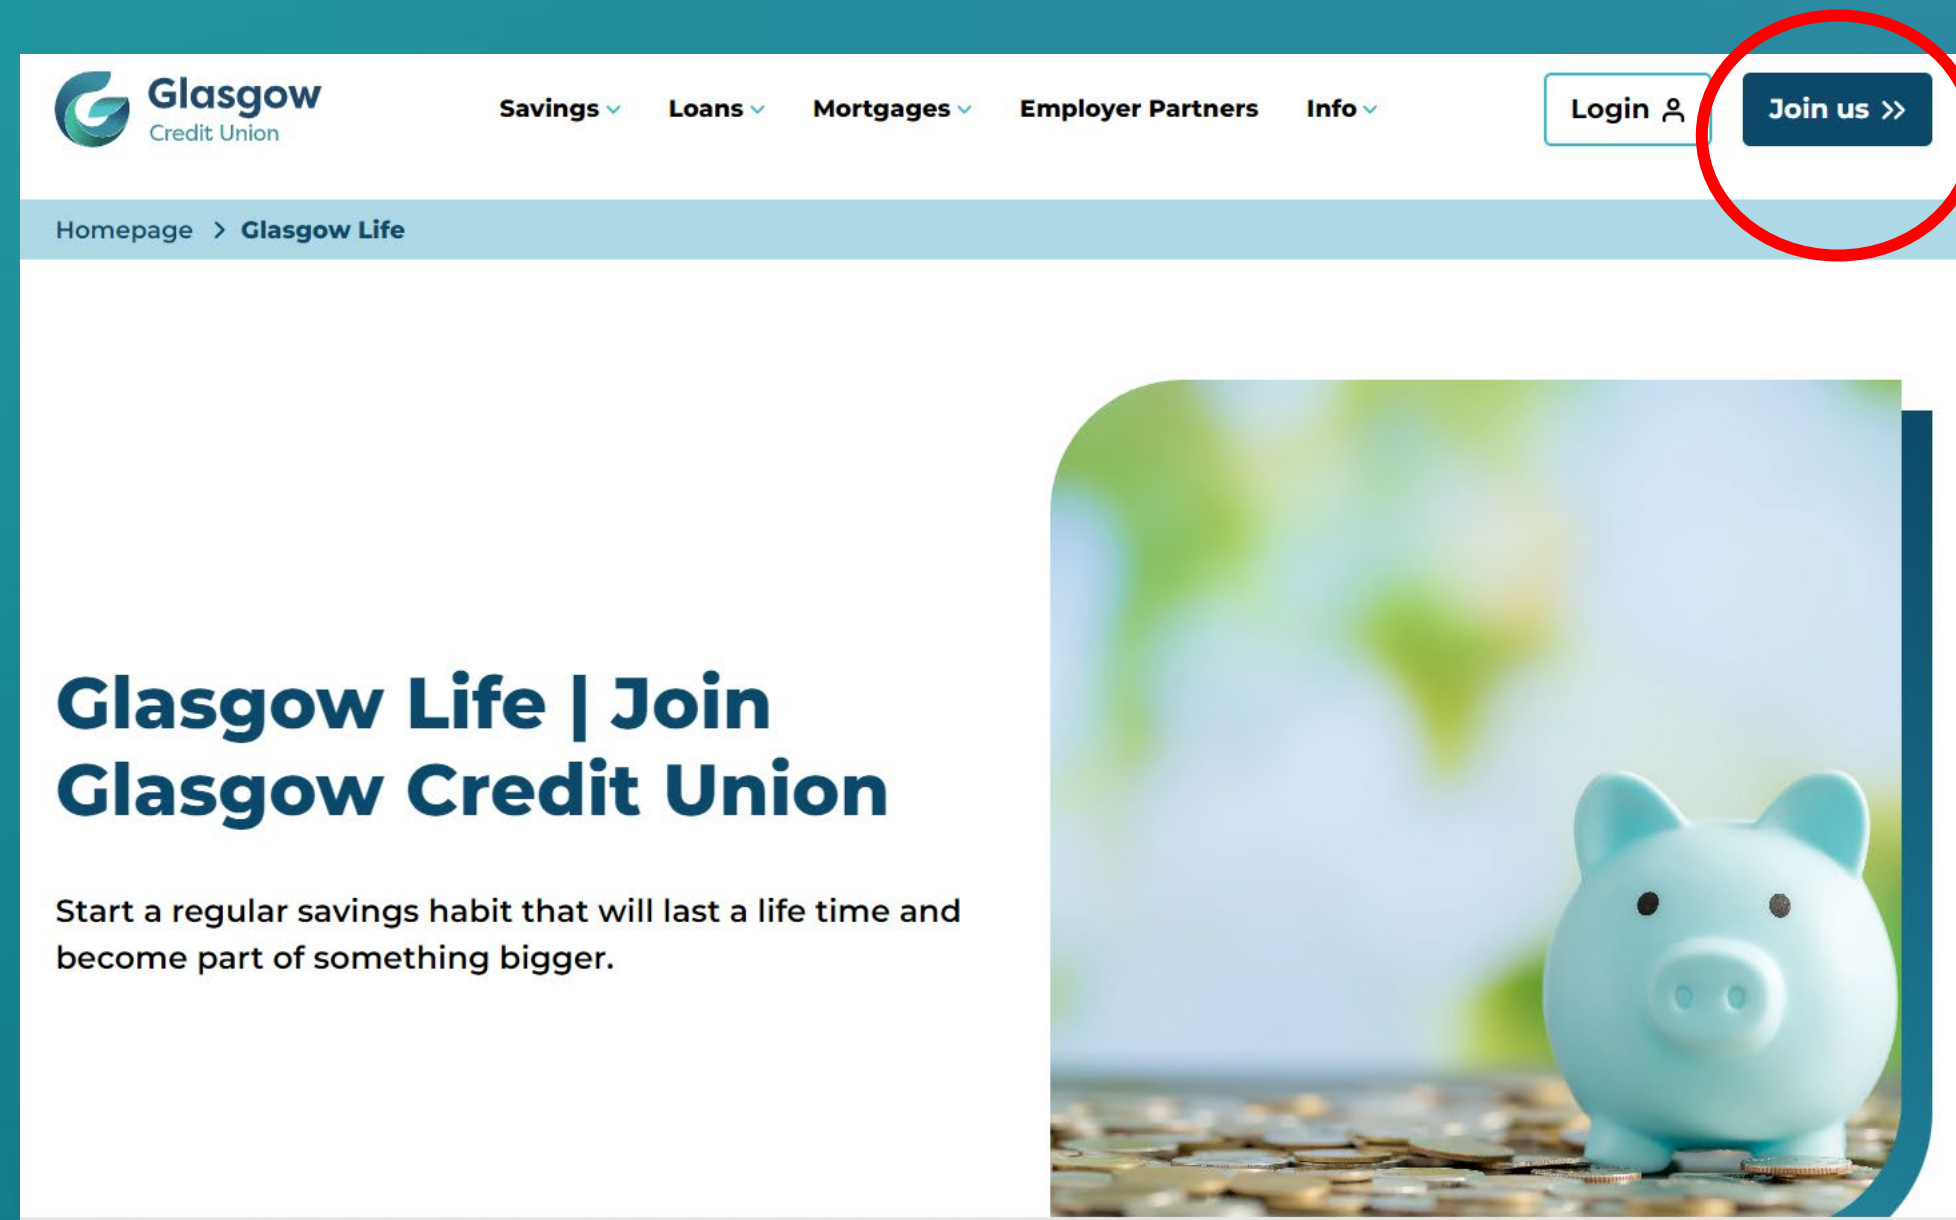 Glasgow
Credit Union
Savings
Loans
Mortgages
Employer Partners
Info
Login
Join us
Homepage > Glasgow Life
Glasgow Life | Join
Glasgow Credit Union
Start a regular savings habit that will last a life time and
become part of something bigger.